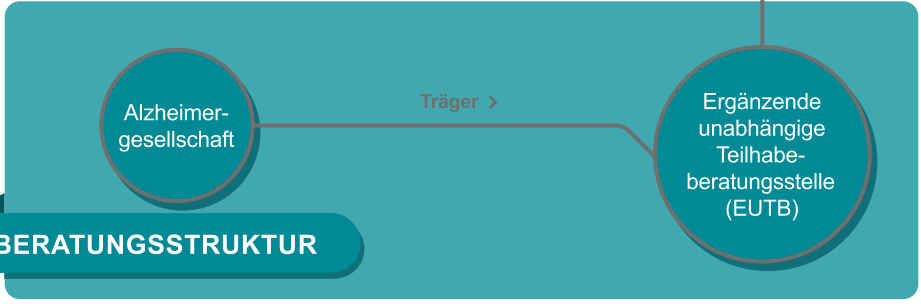 Träger >
Alzheimer-
gesellschaft
Ergänzende
unabhängige
Teilhabe-
beratungsstelle
(EUTB)
BERATUNGSSTRUKTUR